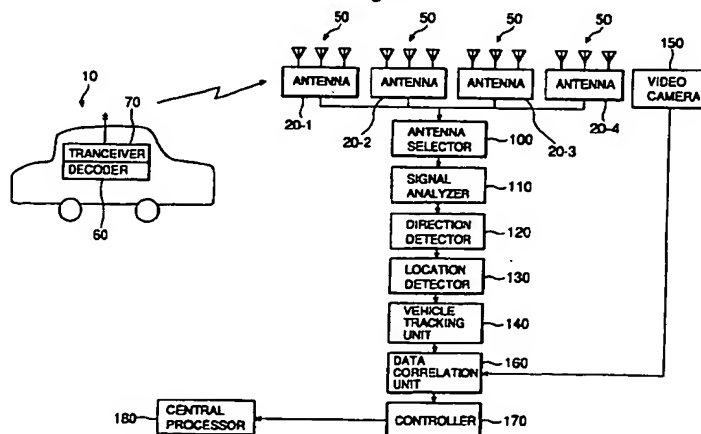 50 50 50 50
150
ANTENNA ANTENNA ANTENNA ANTENNA VIDEO
CAMERA
10
70
20-1 20-2 20-3 20-4
TRANCEIVER
DECODER
60
ANTENNA
SELECTOR 100
SIGNAL
ANALYZER 110
DIRECTION
DETECTOR 120
LOCATION
DETECTOR 130
VEHICLE
TRACKING
UNIT 140
DATA
CORRELATION
UNIT 160
180 CENTRAL
PROCESSOR
CONTROLLER 170